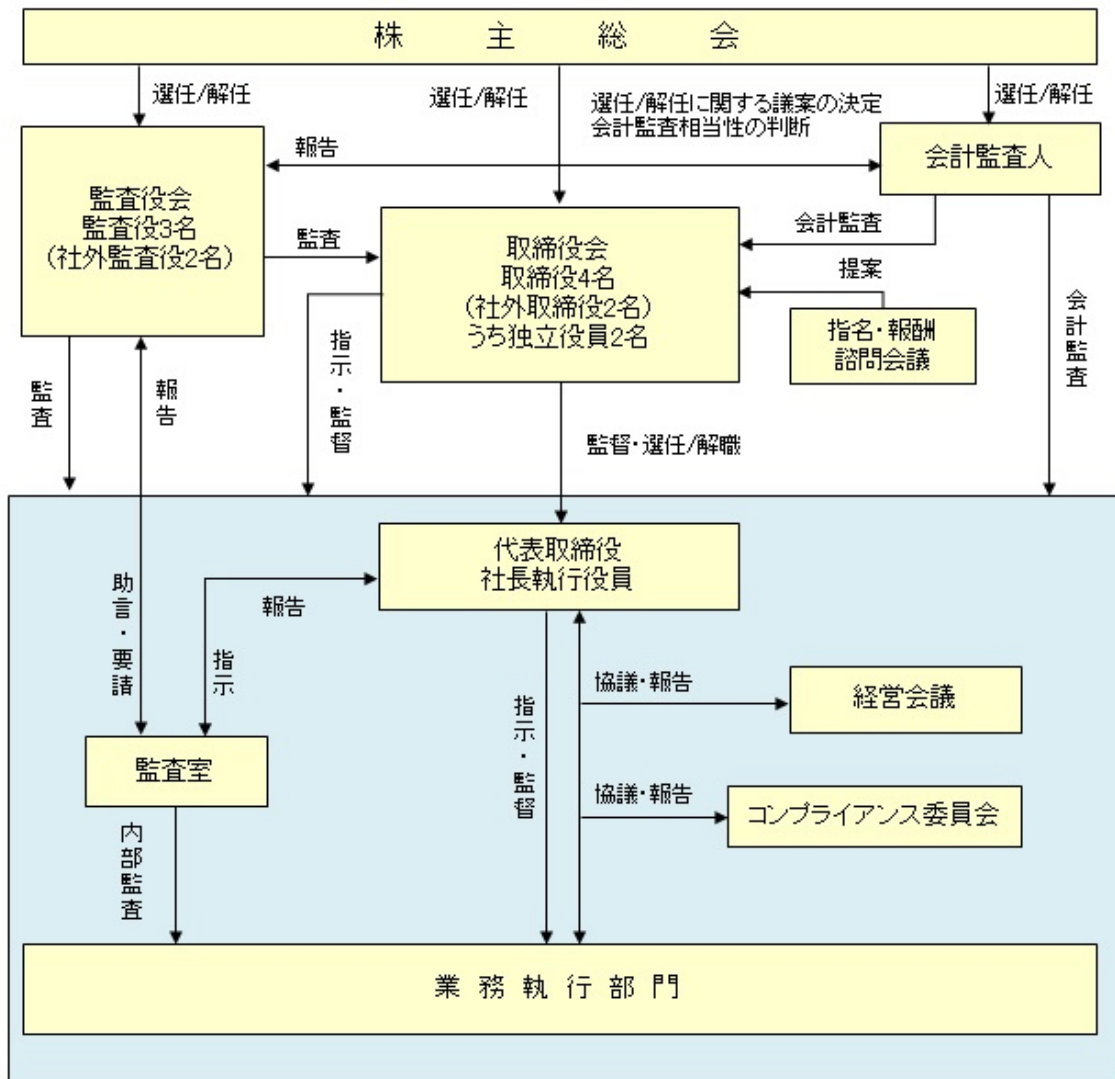 株主総会
選任/解任
選任/解任
選任/解任に関する議案の決定
会計監査相当性の判断
選任/解任
報告
監査役会
監査役3名
(社外監査役2名)
会計監査人
監査
取締役会
取締役4名
(社外取締役2名)
うち独立役員2名
会計監査
提案
指名・報酬
諮問会議
会計監査
監査
報告
指示・監督
監督・選任/解職
代表取締役
社長執行役員
助言・要請
指示
報告
指示・監督
協議・報告
経営会議
監査室
協議・報告
コンプライアンス委員会
内部監査
業務執行部門